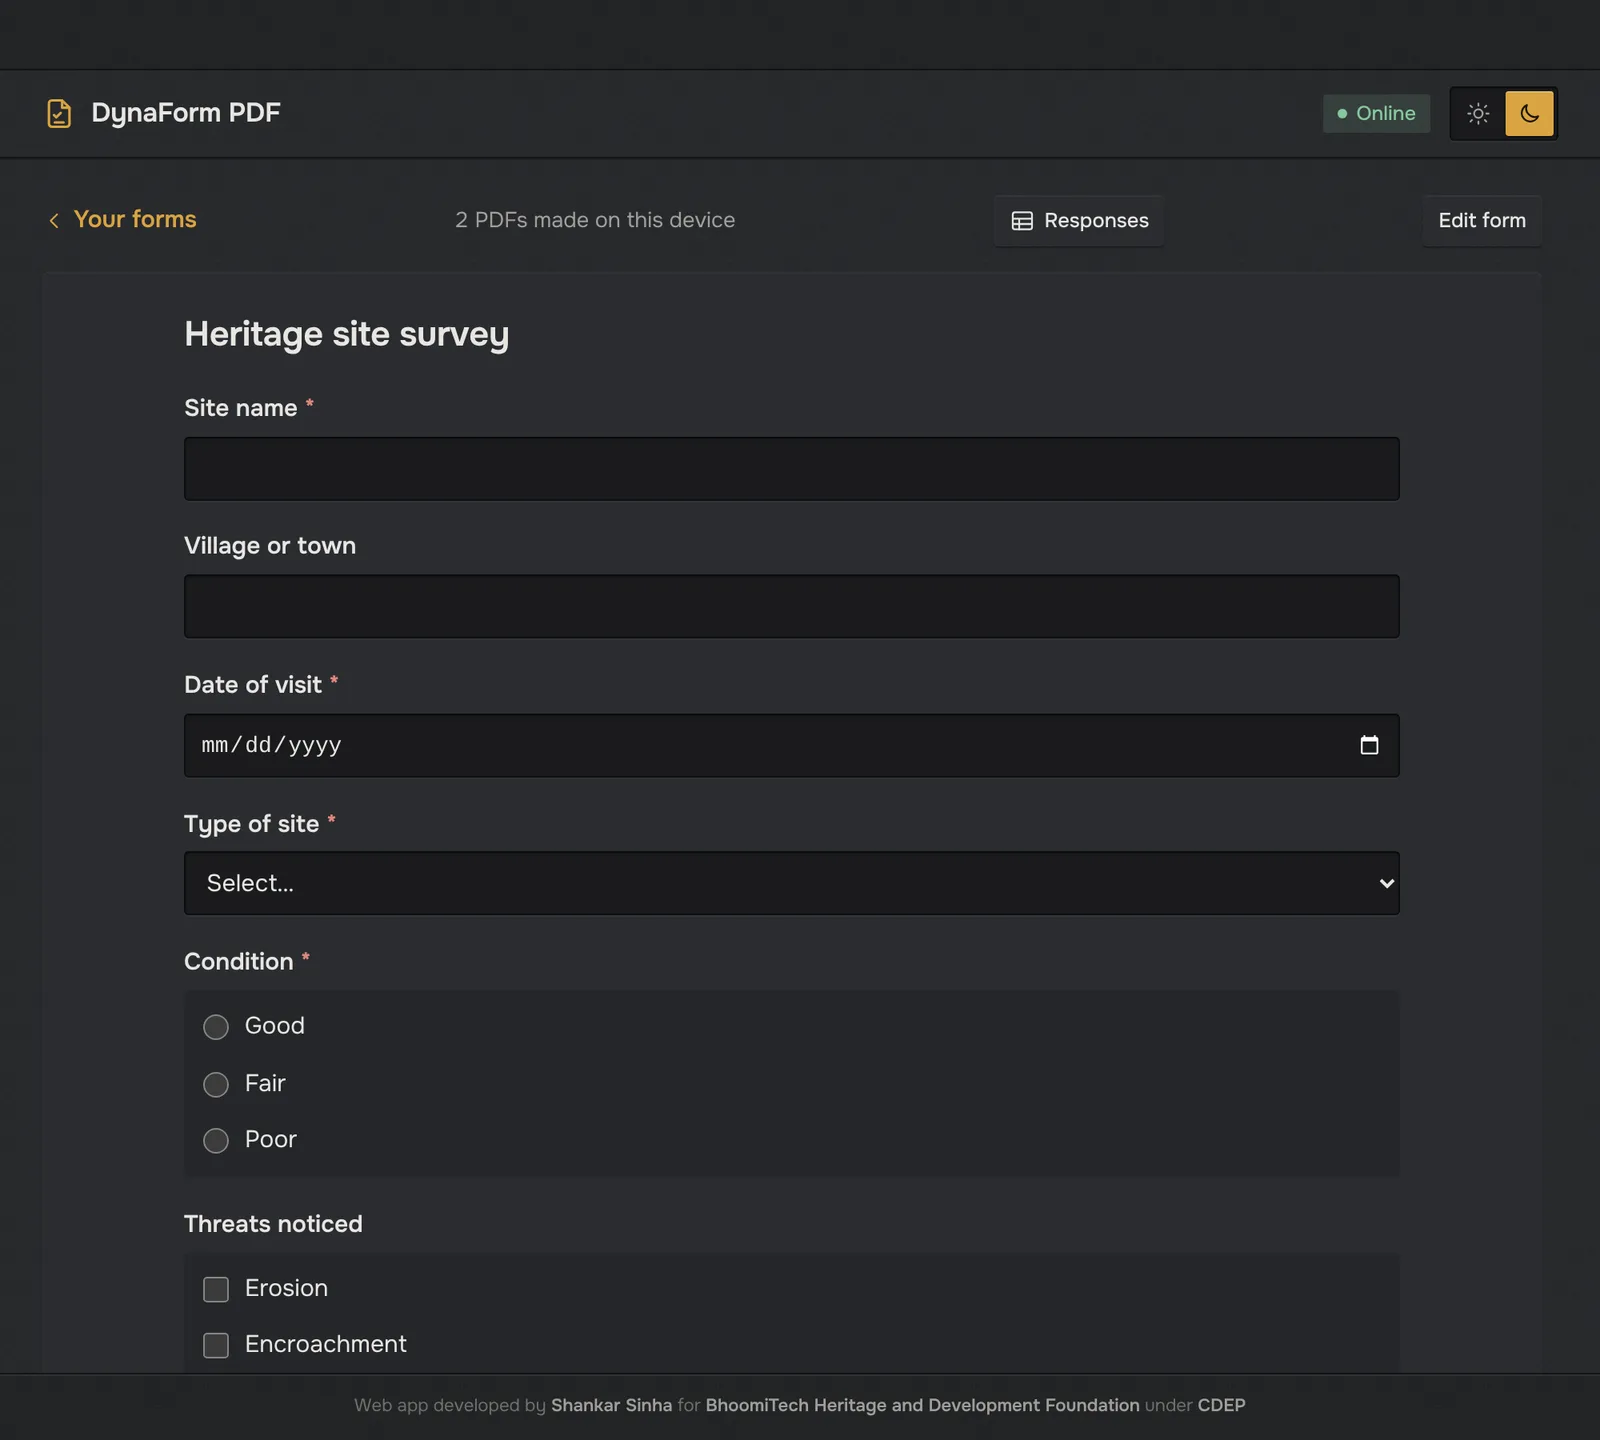 DynaForm PDF
Online
Your forms
2 PDFs made on this device
Responses
Edit form
Heritage site survey
Site name *
Village or town
Date of visit *
mm/dd/yyyy
Type of site *
Select...
Condition *
Good
Fair
Poor
Threats noticed
Erosion
Encroachment
Web app developed by Shankar Sinha for BhoomiTech Heritage and Development Foundation under CDEP